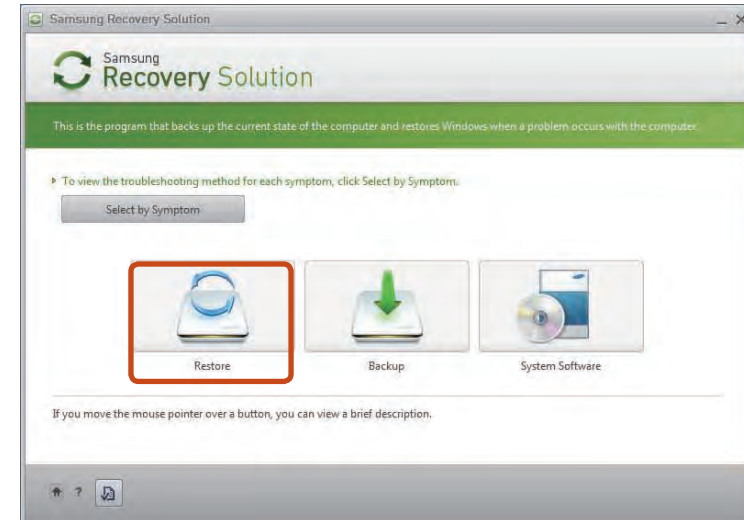 Samsung Recovery Solution
Samsung
Recovery Solution
This is the program that backs up the current state of the computer and restores Windows when a problem occurs with the computer.
To view the troubleshooting method for each symptom, click Select by Symptom.
Select by Symptom
Restore Backup System Software
If you move the mouse pointer over a button, you can view a brief description.
?